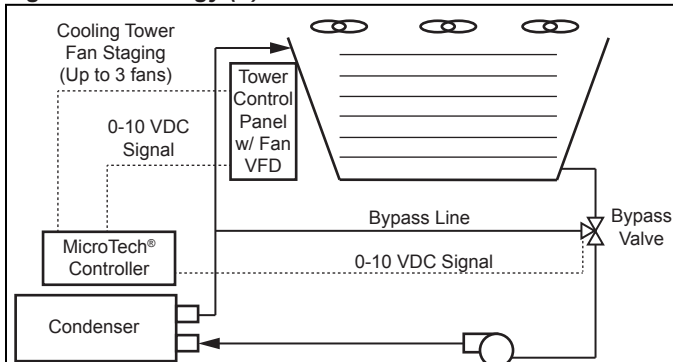 Cooling Tower
Fan Staging
(Up to 3 fans)
Tower
Control
Panel
w/ Fan
VFD
0-10 VDC
Signal
Bypass Line
Bypass
Valve
MicroTech®
Controller
0-10 VDC Signal
Condenser